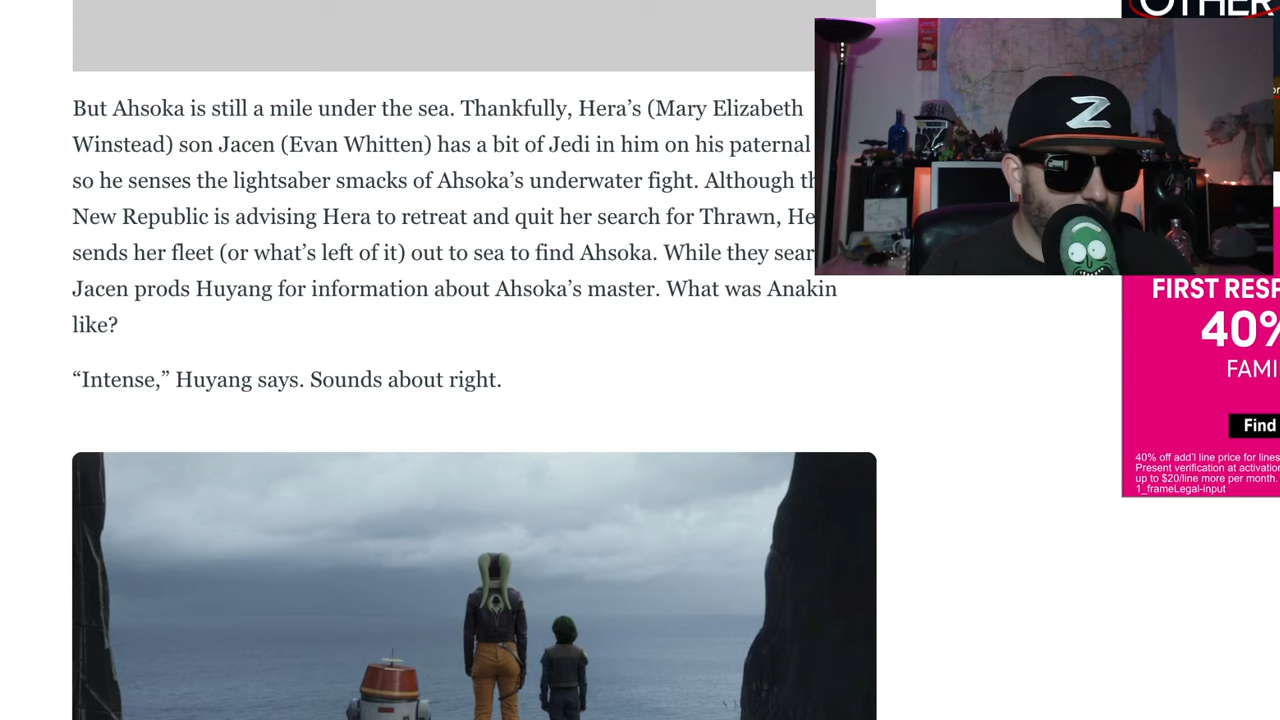 But Ahsoka is still a mile under the sea. Thankfully, Hera’s (Mary Elizabeth
Winstead) son Jacen (Evan Whitten) has a bit of Jedi in him on his paternal
so he senses the lightsaber smacks of Ahsoka’s underwater fight. Although th
New Republic is advising Hera to retreat and quit her search for Thrawn, He
sends her fleet (or what’s left of it) out to sea to find Ahsoka. While they sear
Jacen prods Huyang for information about Ahsoka’s master. What was Anakin
like?
“Intense,” Huyang says. Sounds about right.
OTHER
Z
FIRST RESP
40%
FAMI
Find
40% off add’l line price for lines
Present verification at activation
up to $20/line more per month.
1_frameLegal-input